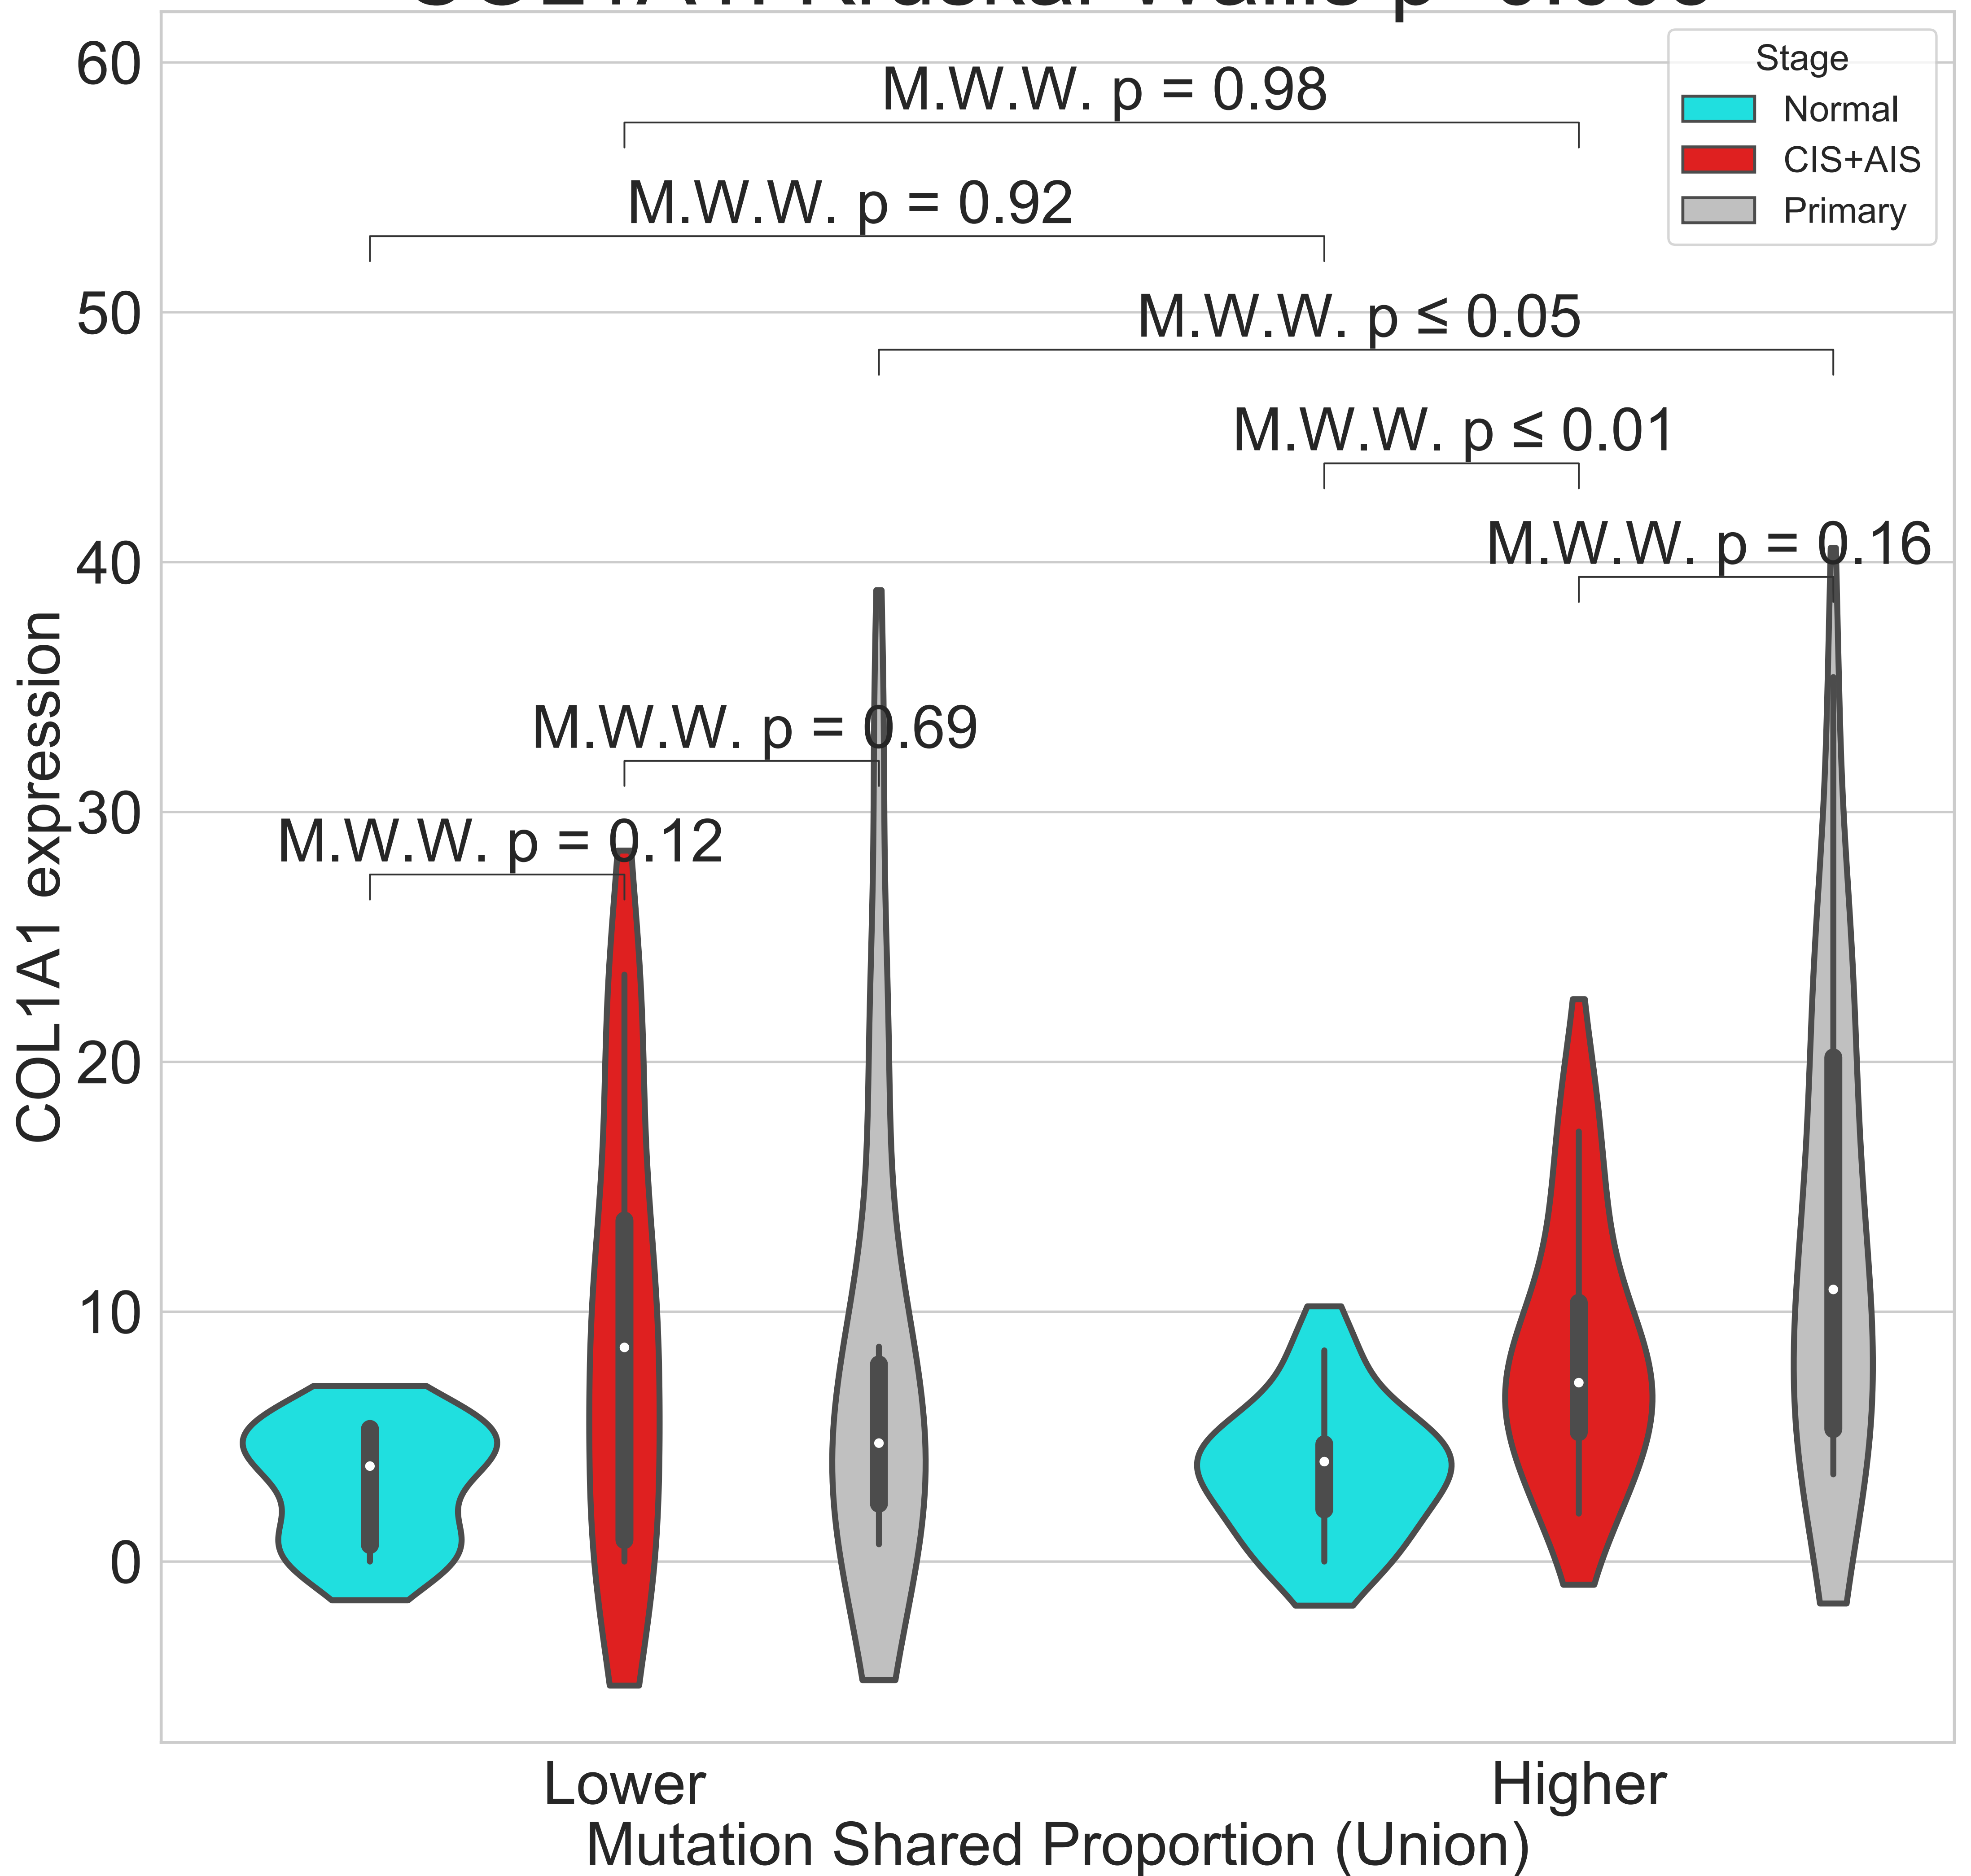 60
50
40
30
20
10
0
COL1A1 expression
Stage
Normal
CIS+AIS
Primary
M.W.W. p = 0.98
M.W.W. p = 0.92
M.W.W. p ≤ 0.05
M.W.W. p ≤ 0.01
M.W.W. p = 0.16
M.W.W. p = 0.69
M.W.W. p = 0.12
Lower
Higher
Mutation Shared Proportion (Union)